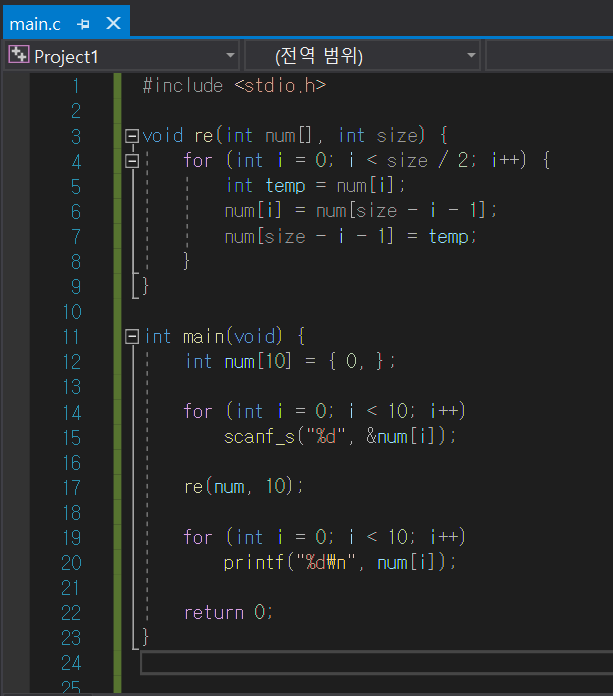 main.c
Project1 (전역 범위)
1 #include <stdio.h>
2
3 void re(int num[], int size) {
4 for (int i = 0; i < size / 2; i++) {
5 int temp = num[i];
6 num[i] = num[size - i - 1];
7 num[size - i - 1] = temp;
8 }
9 }
10
11 int main(void) {
12 int num[10] = { 0, };
13
14 for (int i = 0; i < 10; i++)
15 scanf_s("%d", &num[i]);
16
17 re(num, 10);
18
19 for (int i = 0; i < 10; i++)
20 printf("%d₩n", num[i]);
21
22 return 0;
23 }
24
25